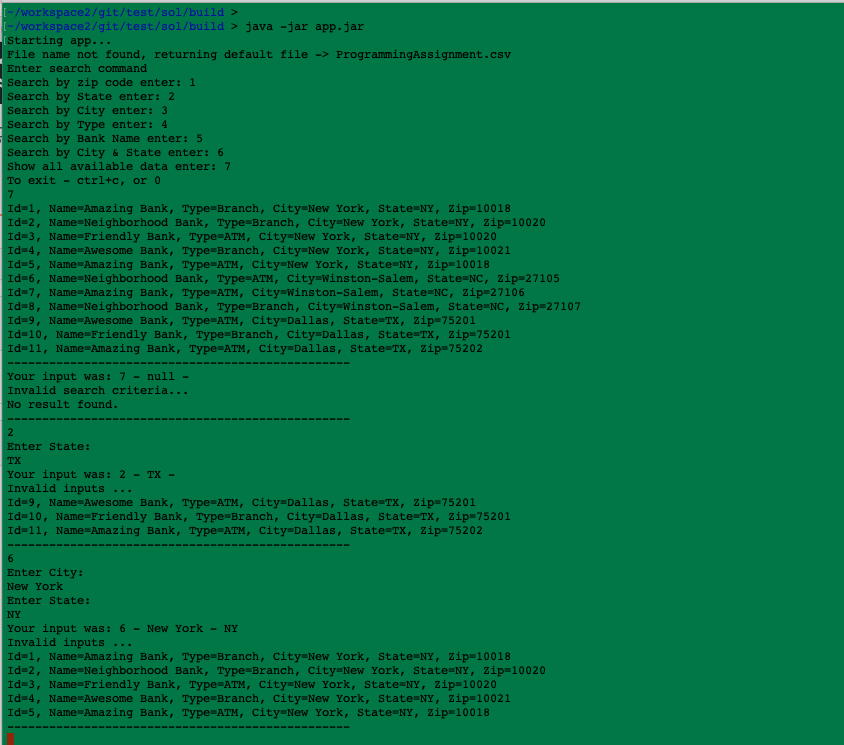 [~/workspace2/git/test/sol/build >
[~/workspace2/git/test/sol/build > java -jar app.jar
Starting app...
File name not found, returning default file -> ProgrammingAssignment.csv
Enter search command
Search by zip code enter: 1
Search by State enter: 2
Search by City enter: 3
Search by Type enter: 4
Search by Bank Name enter: 5
Search by City & State enter: 6
Show all available data enter: 7
To exit - ctrl+c, or 0
7
Id=1, Name=Amazing Bank, Type=Branch, City=New York, State=NY, Zip=10018
Id=2, Name=Neighborhood Bank, Type=Branch, City=New York, State=NY, Zip=10020
Id=3, Name=Friendly Bank, Type=ATM, City=New York, State=NY, Zip=10020
Id=4, Name=Awesome Bank, Type=Branch, City=New York, State=NY, Zip=10021
Id=5, Name=Amazing Bank, Type=ATM, City=New York, State=NY, Zip=10018
Id=6, Name=Neighborhood Bank, Type=ATM, City=Winston-Salem, State=NC, Zip=27105
Id=7, Name=Amazing Bank, Type=ATM, City=Winston-Salem, State=NC, Zip=27106
Id=8, Name=Neighborhood Bank, Type=Branch, City=Winston-Salem, State=NC, Zip=27107
Id=9, Name=Awesome Bank, Type=ATM, City=Dallas, State=TX, Zip=75201
Id=10, Name=Friendly Bank, Type=Branch, City=Dallas, State=TX, Zip=75201
Id=11, Name=Amazing Bank, Type=ATM, City=Dallas, State=TX, Zip=75202
-------------------------------------------------
Your input was: 7 - null -
Invalid search criteria...
No result found.
-------------------------------------------------
2
Enter State:
TX
Your input was: 2 - TX -
Invalid inputs ...
Id=9, Name=Awesome Bank, Type=ATM, City=Dallas, State=TX, Zip=75201
Id=10, Name=Friendly Bank, Type=Branch, City=Dallas, State=TX, Zip=75201
Id=11, Name=Amazing Bank, Type=ATM, City=Dallas, State=TX, Zip=75202
-------------------------------------------------
6
Enter City:
New York
Enter State:
NY
Your input was: 6 - New York - NY
Invalid inputs ...
Id=1, Name=Amazing Bank, Type=Branch, City=New York, State=NY, Zip=10018
Id=2, Name=Neighborhood Bank, Type=Branch, City=New York, State=NY, Zip=10020
Id=3, Name=Friendly Bank, Type=ATM, City=New York, State=NY, Zip=10020
Id=4, Name=Awesome Bank, Type=Branch, City=New York, State=NY, Zip=10021
Id=5, Name=Amazing Bank, Type=ATM, City=New York, State=NY, Zip=10018
-------------------------------------------------